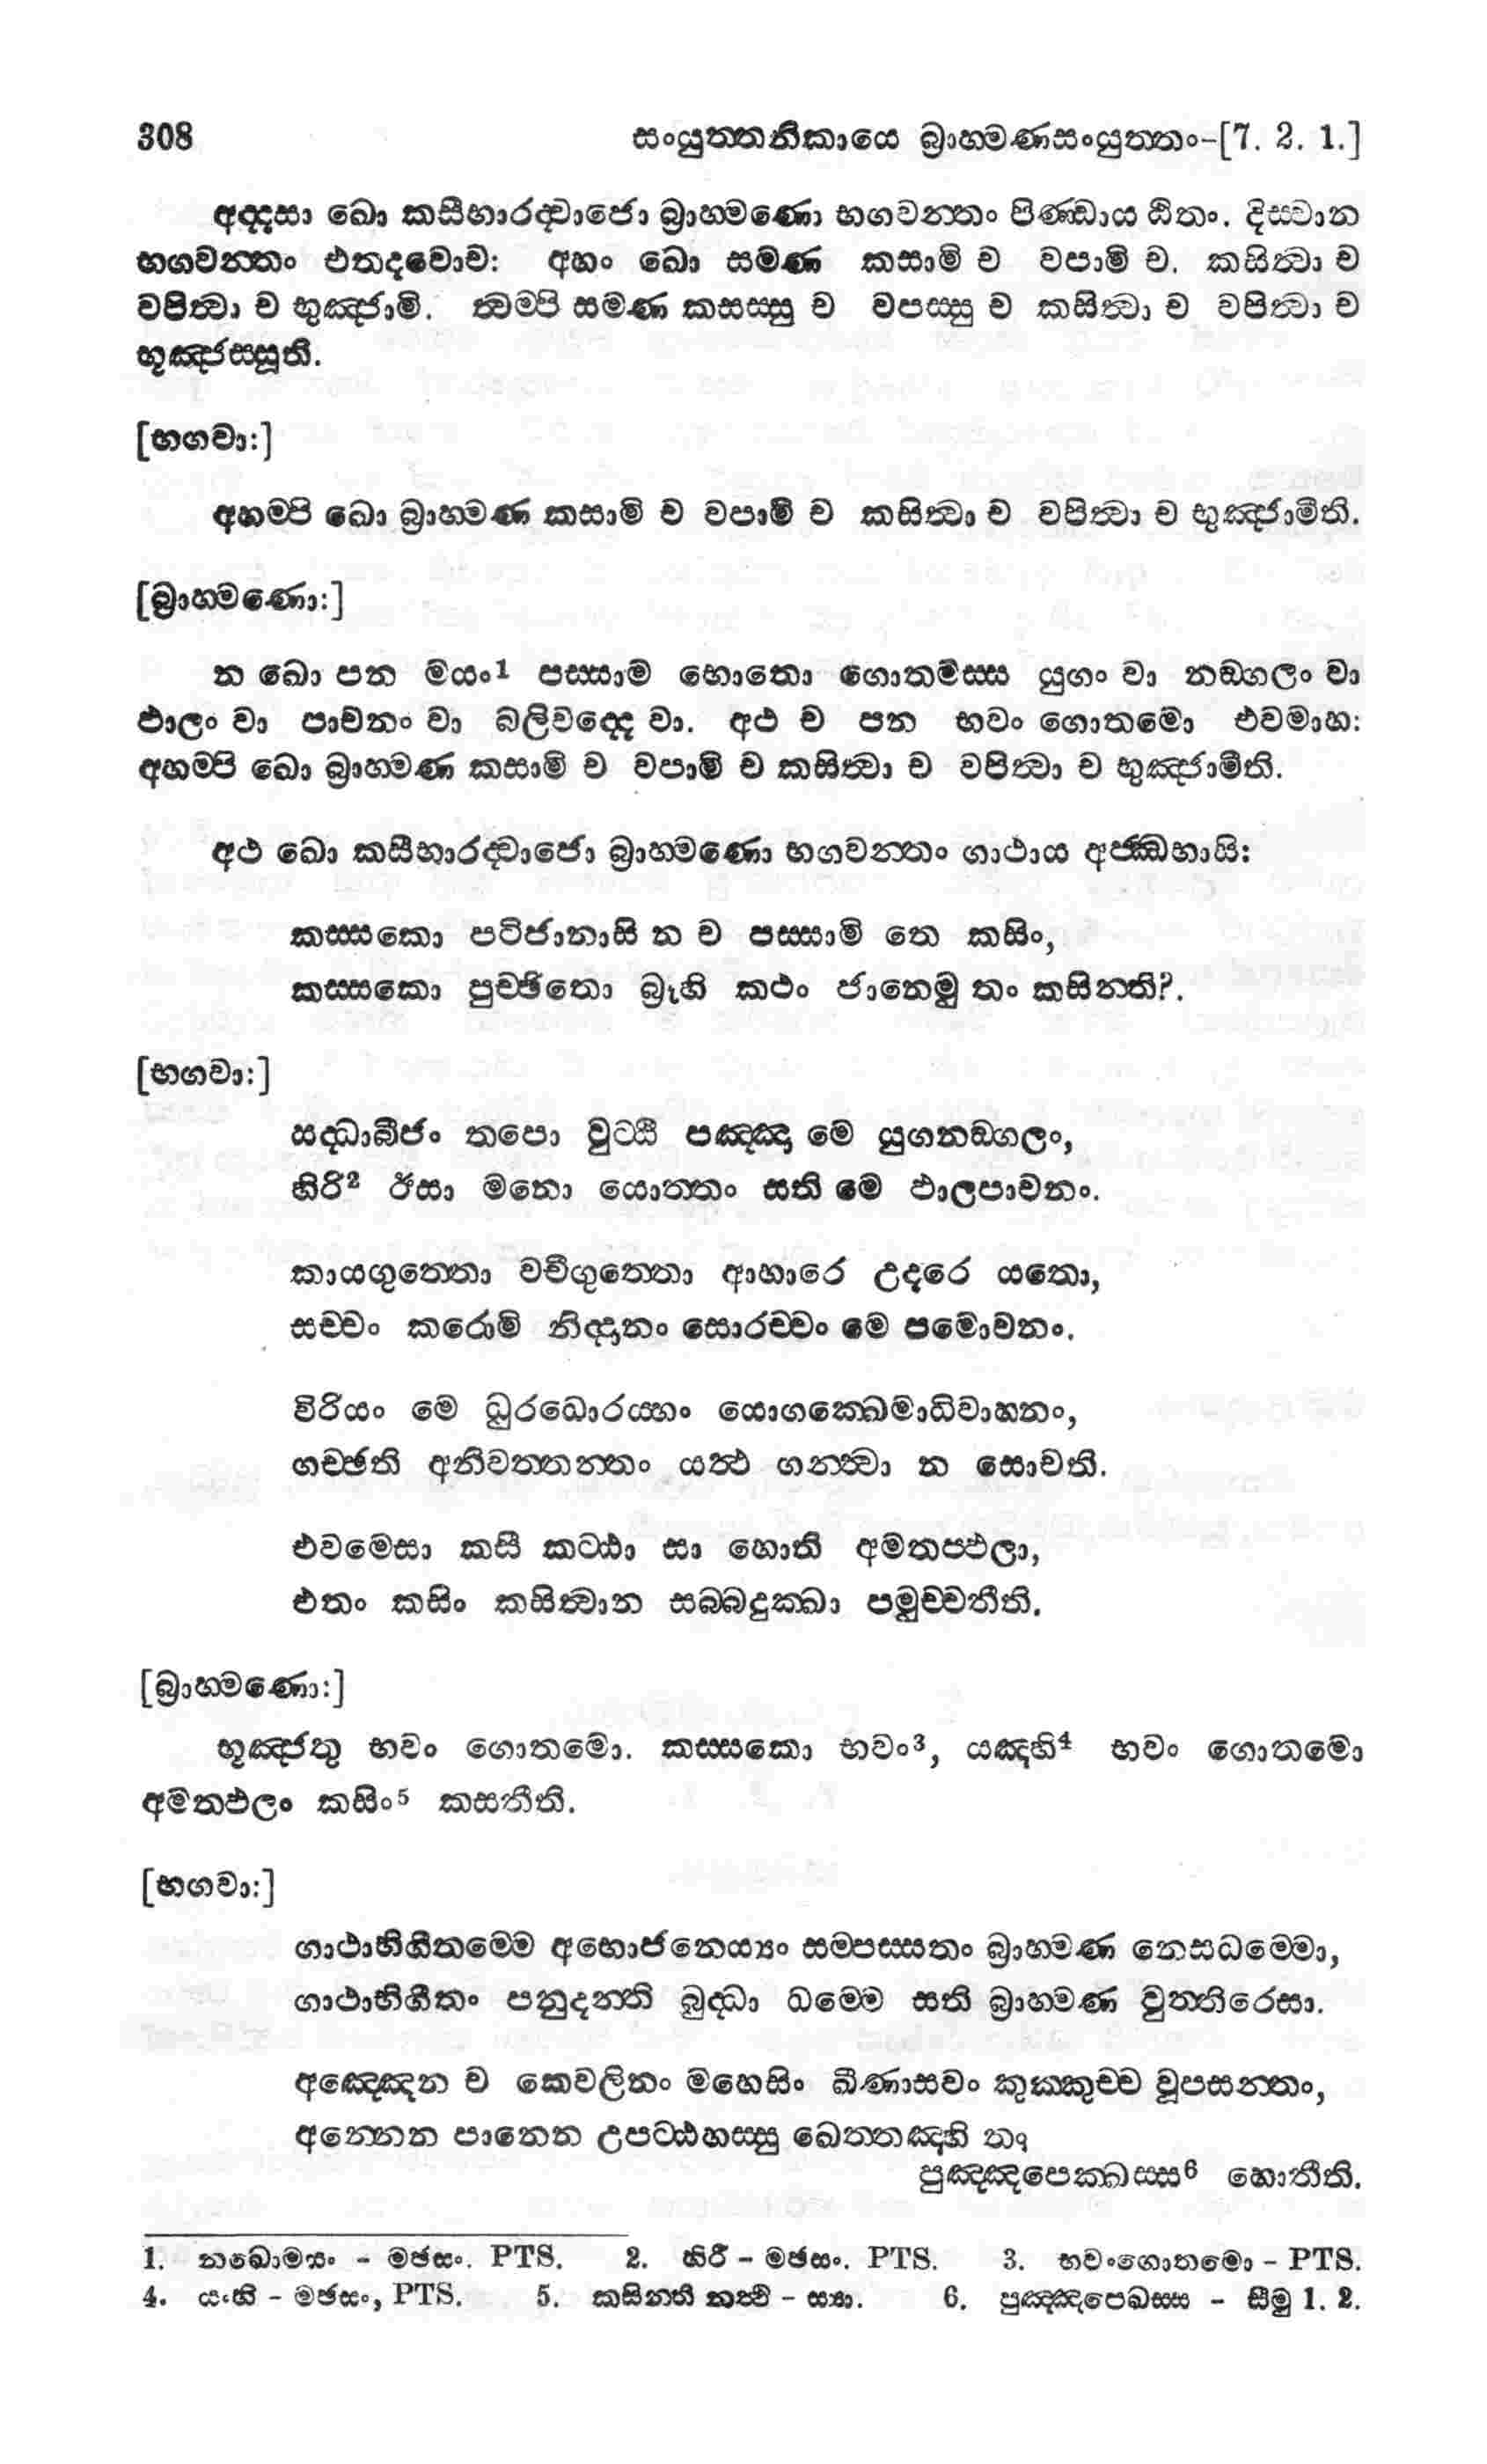 308 සංයුත්තනිකායෙ බ්‍රාහ්මණසංයුත්තං-[7. 2. 1.]
අද්දසා ඛො කසීභාරද්වාජො බ්‍රාහ්මණො භගවන්තං පිණ්ඩාය ඨිතං. දිස්වාන
භගවන්තං එතදවොච: අහං ඛො සමණ කසාමි ච වපාමි ච. කසිත්වා ච
වපිත්වා ච භුඤ්ජාමි. ත්වම්පි සමණ කසස්සු ච වපස්සු ච කසිත්වා ච වපිත්වා ච
භුඤ්ජස්සූති.
[භගවා:]
අහම්පි ඛො බ්‍රාහ්මණ කසාමි ච වපාමි ච කසිත්වා ච වපිත්වා ච භුඤ්ජාමීති.
[බ්‍රාහ්මණො:]
න ඛො පන මයං1 පස්සාම භොතො ගොතමස්ස යුගං වා නඞ්ගලං වා
ඵාලං වා පාචනං වා බලිවද්දෙ වා. අථ ච පන භවං ගොතමො එවමාහ:
අහම්පි ඛො බ්‍රාහ්මණ කසාමි ච වපාමි ච කසිත්වා ච වපිත්වා ච භුඤ්ජාමීති.
අථ ඛො කසීභාරද්වාජො බ්‍රාහ්මණො භගවන්තං ගාථාය අජ්ඣභායි:
කස්සකො පටිජානාසි න ච පස්සාමි තෙ කසිං,
කස්සකො පුච්ඡිතො බ්‍රූහි කථං ජානෙමු තං කසින්ති?.
[භගවා:]
සද්ධාබීජං තපො වුට්ඨි පඤ්ඤා මෙ යුගනඞ්ගලං,
හිරි2 ඊසා මනො යොත්තං සති මෙ ඵාලපාචනං.
කායගුත්තො වචීගුත්තො ආහාරෙ උදරෙ යතො,
සච්චං කරොමි නිද්දානං සොරච්චං මෙ පමොචනං.
විරියං මෙ ධුරධොරය්හං යොගක්ඛෙමාධිවාහනං,
ගච්ඡති අනිවත්තන්තං යත්ථ ගන්ත්වා න සොචති.
එවමෙසා කසී කට්ඨා සා හොති අමතප්ඵලා,
එතං කසිං කසිත්වාන සබ්බදුක්ඛා පමුච්චතීති.
[බ්‍රාහ්මණො:]
භුඤ්ජතු භවං ගොතමො. කස්සකො භවං3, යඤ්හි4 භවං ගොතමො
අමතඵලං කසිං5 කසතීති.
[භගවා:]
ගාථාභිගීතම්මෙ අභොජනෙය්‍යං සම්පස්සතං බ්‍රාහ්මණ නෙසධම්මො,
ගාථාභිගීතං පනුදන්ති බුද්ධා ධම්මෙ සති බ්‍රාහ්මණ වුත්තිරෙසා.
අඤ්ඤෙන ච කෙවලිනං මහෙසිං ඛීණාසවං කුක්කුච්ච වූපසන්තං,
අන්නෙන පානෙන උපට්ඨහස්සු ඛෙත්තඤ්හි තං
පුඤ්ඤපෙක්ඛස්ස6 හොතීති.
1. නඛොමයං - මජසං. PTS. 2. හිරී - මජසං. PTS. 3. භවංගොතමො - PTS.
4. යංහි - මජසං, PTS. 5. කසින්ති කත්ථචි - ස්‍යා. 6. පුඤ්ඤපෙඛස්ස - සීමු 1. 2.